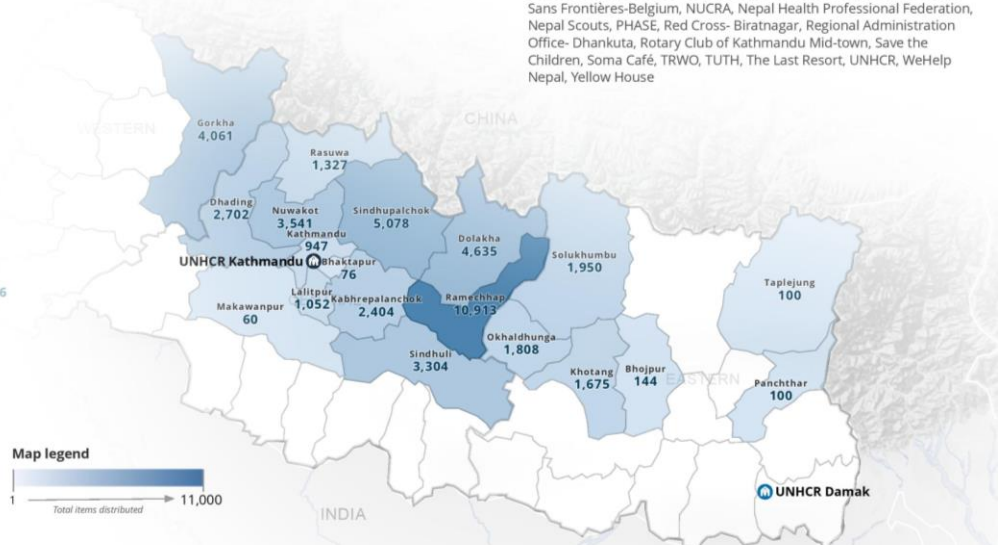 Sans Frontières-Belgium, NUCRA, Nepal Health Professional Federation,
Nepal Scouts, PHASE, Red Cross- Biratnagar, Regional Administration
Office- Dhankuta, Rotary Club of Kathmandu Mid-town, Save the
Children, Soma Café, TRWO, TUTH, The Last Resort, UNHCR, WeHelp
Nepal, Yellow House
CHINA
WESTERN
Gorkha
4,061
Rasuwa
1,327
Dhading
2,702
Nuwakot
3,541
Sindhupalchok
5,078
Kathmandu
947
Dolakha
4,635
Solukhumbu
1,950
UNHCR Kathmandu
Bhaktapur
76
Taplejung
100
6
Lalitpur
1,052
Kabhrepalanchok
2,404
Ramechhap
10,913
Makawanpur
60
Okhaldhunga
1,808
Sindhuli
3,304
Khotang
1,675
Bhojpur
144
EASTERN
Panchthar
100
Map legend
1
11,000
Total items distributed
UNHCR Damak
INDIA